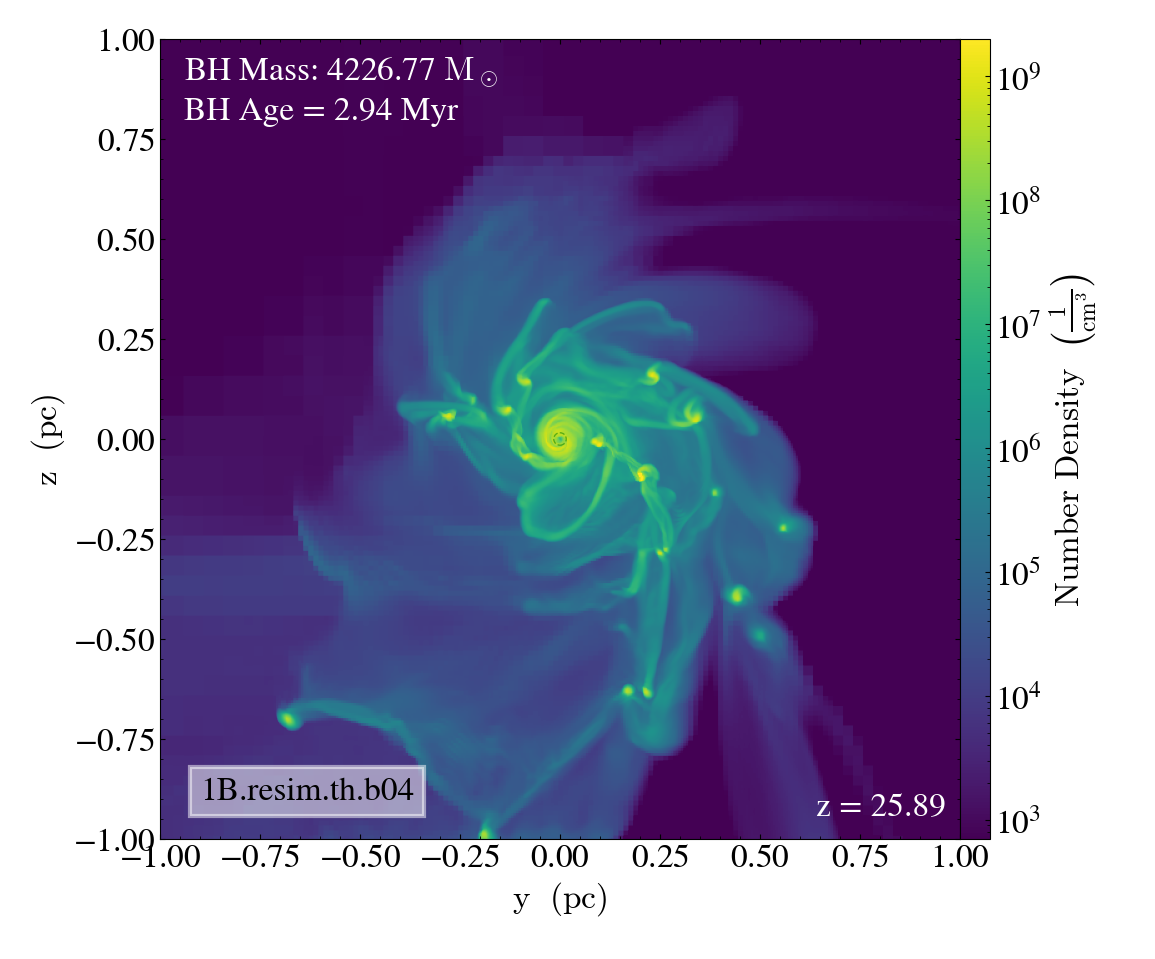 BH Mass: 4226.77 M⊙
BH Age = 2.94 Myr
1B.resim.th.b04
z = 25.89
1.00
0.75
0.50
0.25
0.00
−0.25
−0.50
−0.75
−1.00
z (pc)
−1.00 −0.75 −0.50 −0.25 0.00 0.25 0.50 0.75 1.00
y (pc)
10⁹
10⁸
10⁷
10⁶
10⁵
10⁴
10³
Number Density (1/cm³)